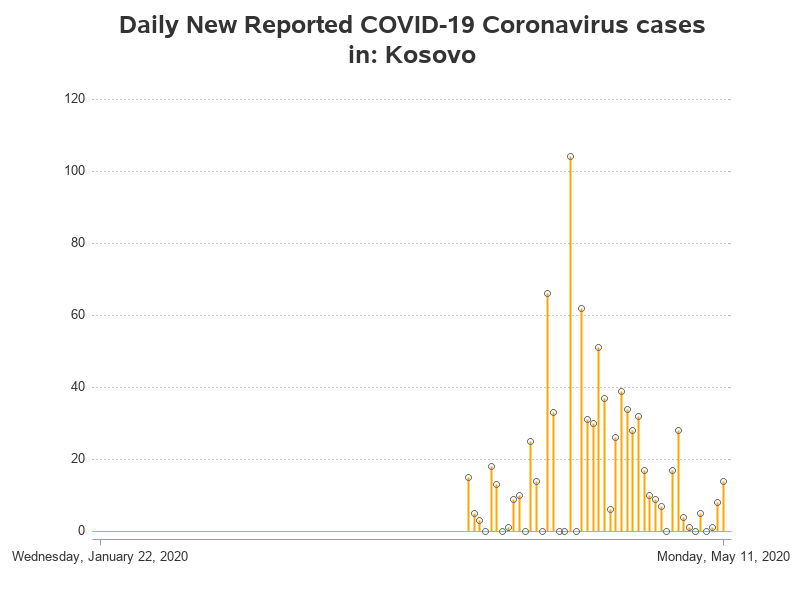 Daily New Reported COVID-19 Coronavirus cases
in: Kosovo
120
100
80
60
40
20
0
Wednesday, January 22, 2020 Monday, May 11, 2020